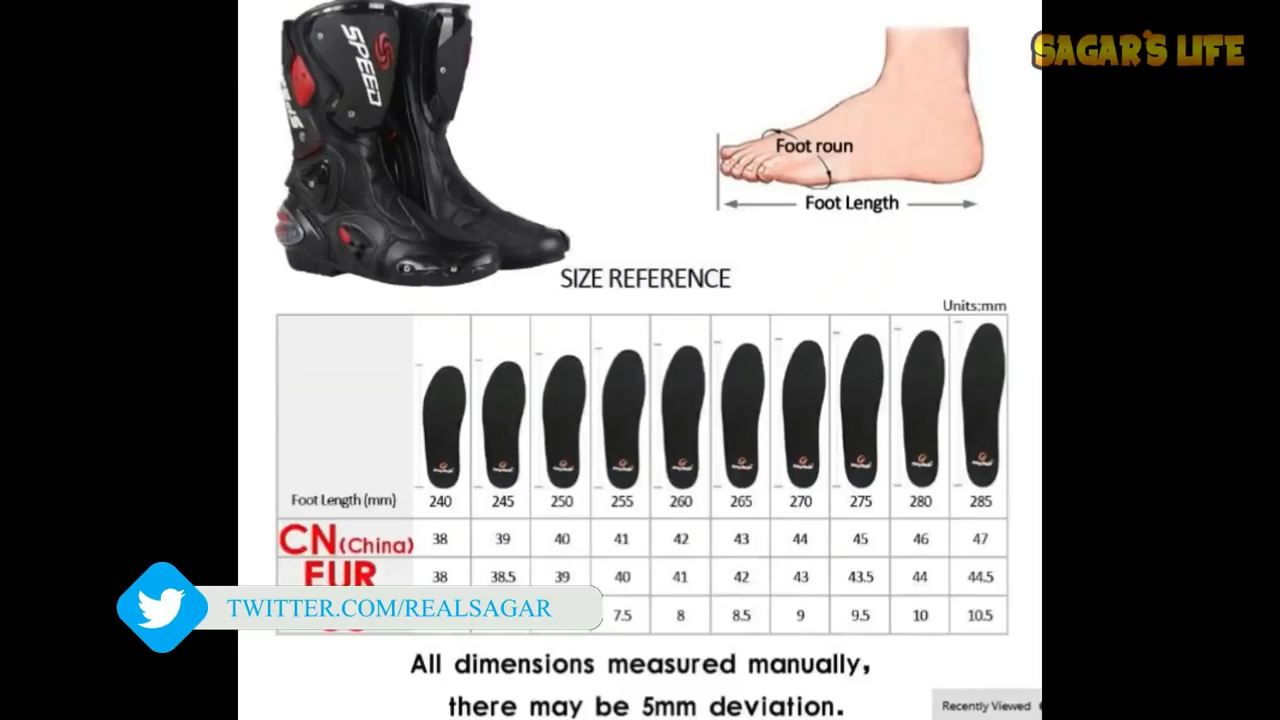 SAGAR'S LIFE
SPEED
Foot roun
Foot Length
SIZE REFERENCE
Units:mm
Foot Length (mm) 240 245 250 255 260 265 270 275 280 285
CN (China) 38 39 40 41 42 43 44 45 46 47
EUR 38 38.5 39 40 41 42 43 43.5 44 44.5
7.5 8 8.5 9 9.5 10 10.5
TWITTER.COM/REALSAGAR
All dimensions measured manually,
there may be 5mm deviation.
Recently Viewed